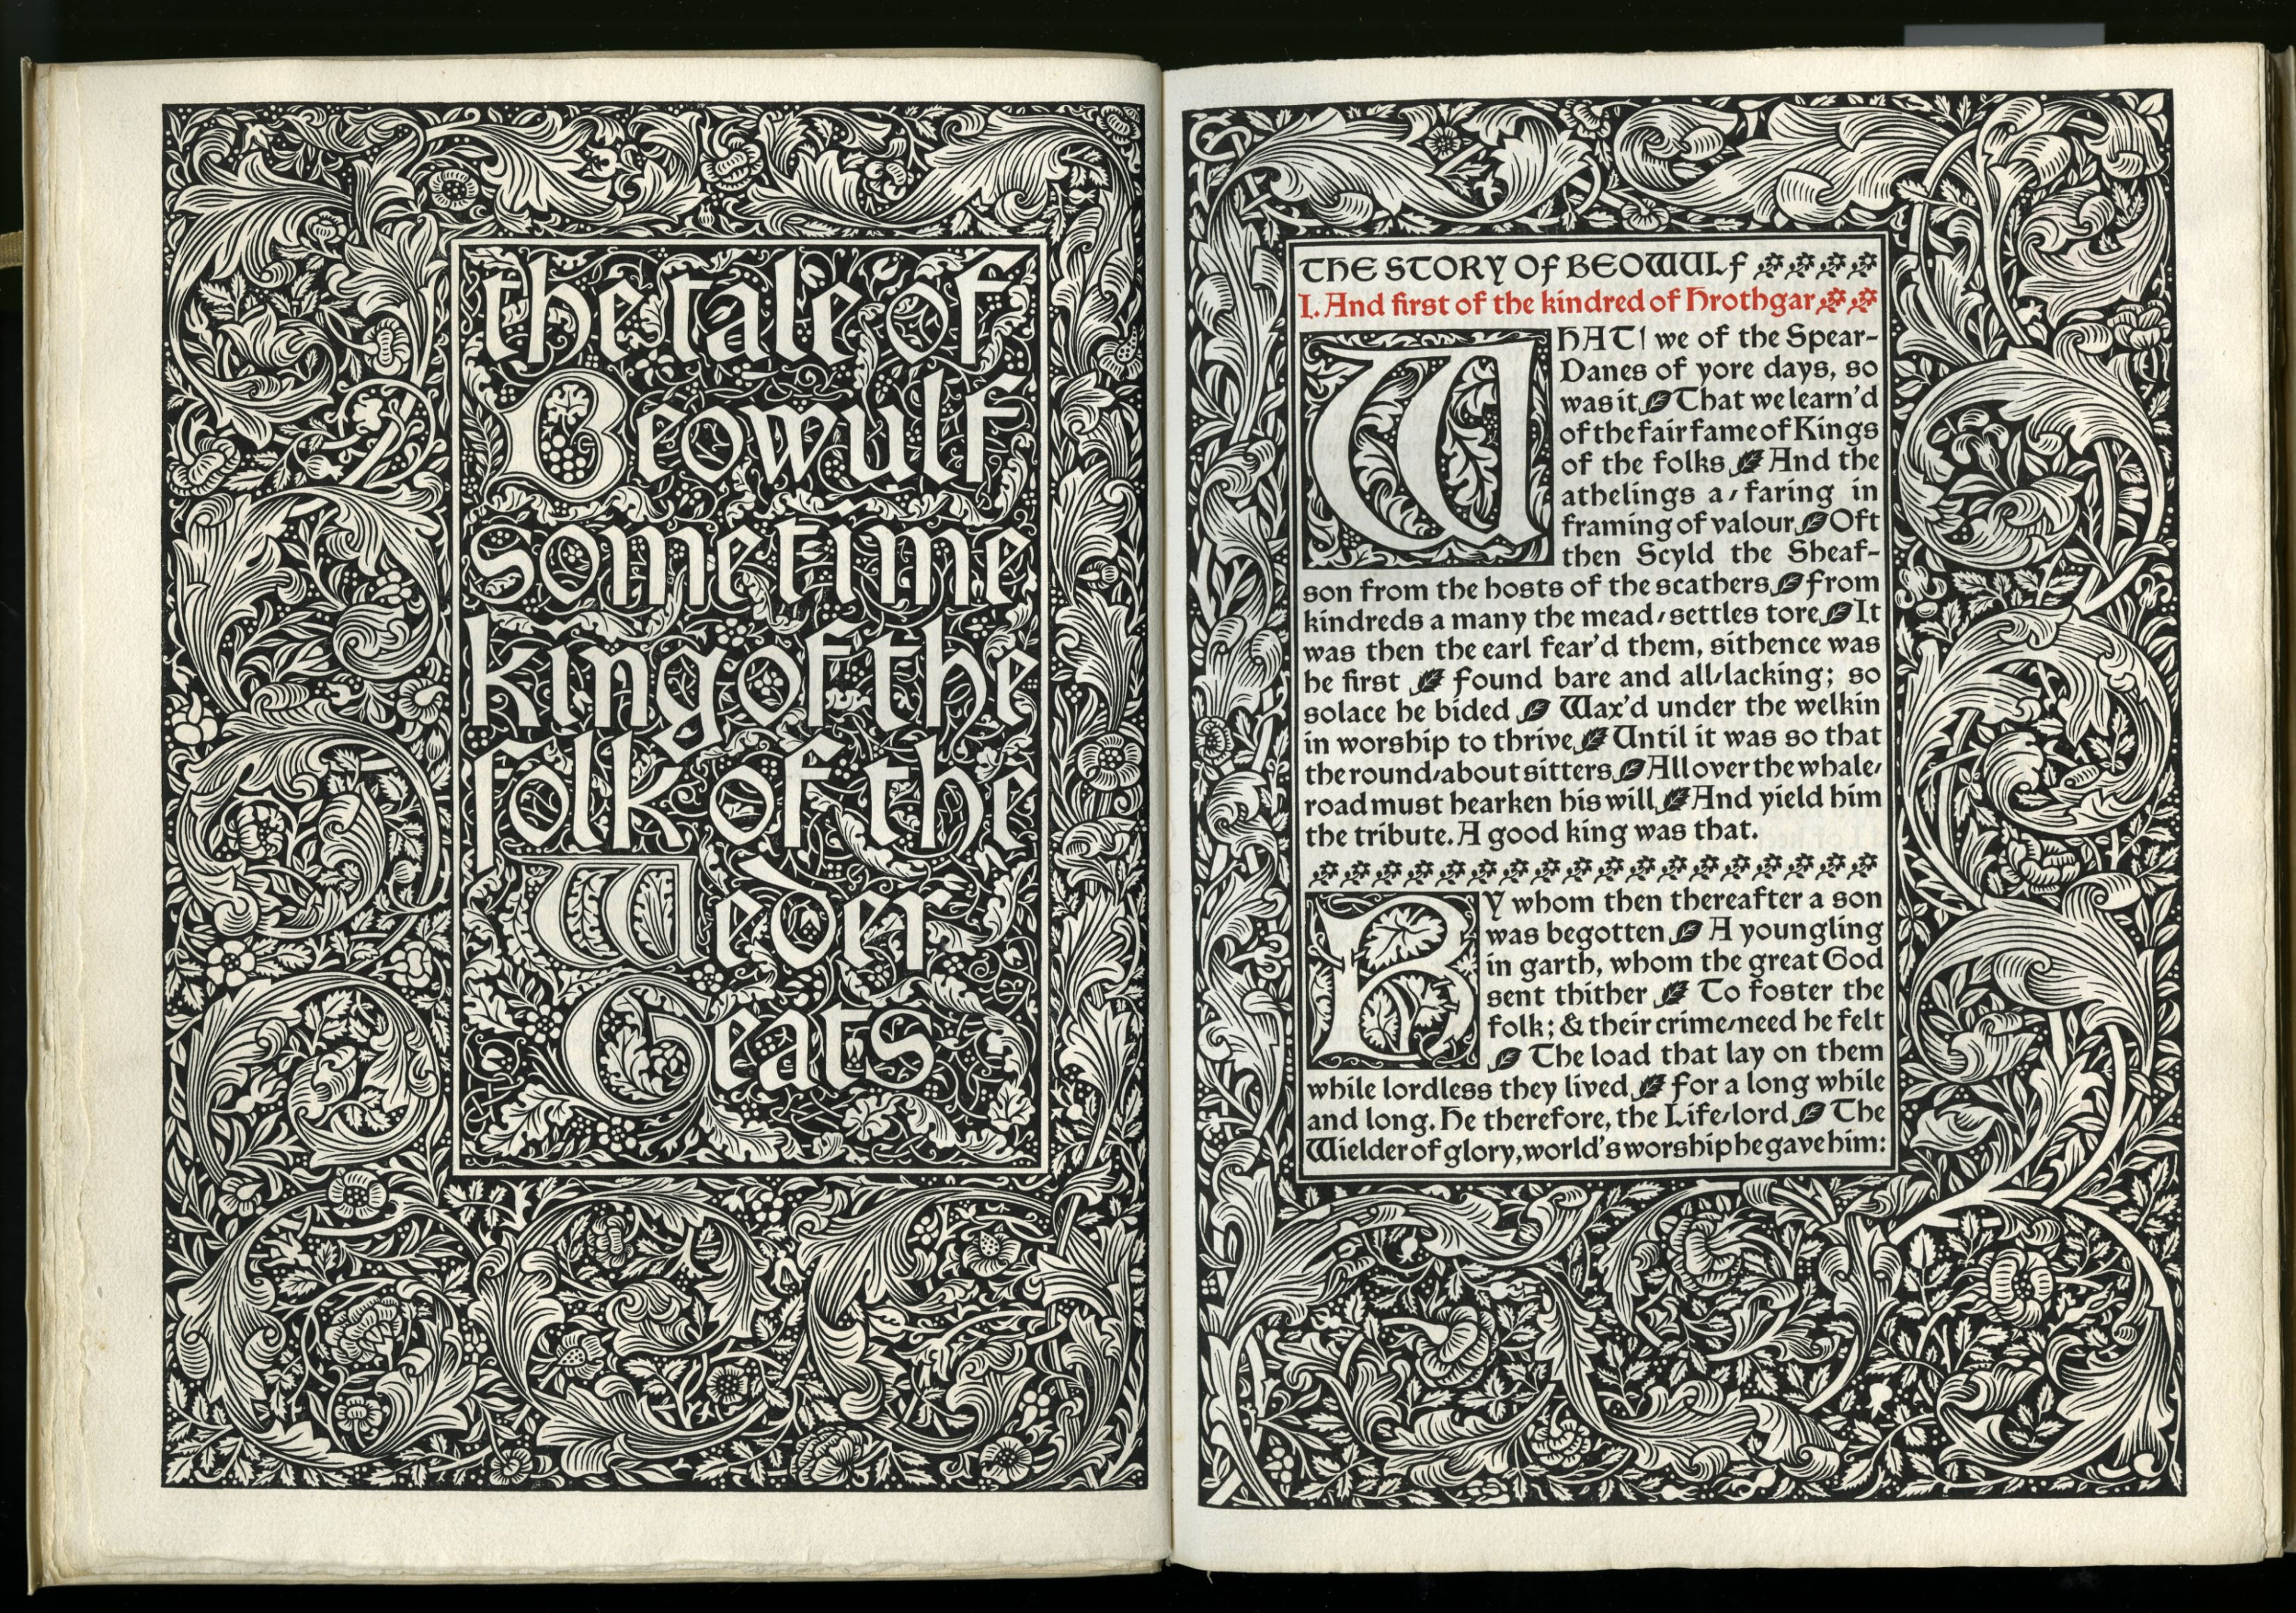 the tale of
Beowulf
sometime
king of the
folk of the
Weder
Geats
THE STORY OF BEOWULF
I. And first of the kindred of Hrothgar
WHAT! we of the Spear-
Danes of yore days, so
was it That we learn'd
of the fair fame of Kings
of the folks And the
athelings a-faring in
framing of valour Oft
then Scyld the Sheaf-
son from the hosts of the scathers From
kindreds a many the mead-settles tore It
was then the earl fear'd them, sithence was
he first Found bare and all-lacking; so
solace he bided Wax'd under the welkin
in worship to thrive Until it was so that
the round-about sitters All over the whale-
road must hearken his will And yield him
the tribute. A good king was that.
BY whom then thereafter a son
was begotten A youngling
in garth, whom the great God
sent thither To foster the
folk; & their crime-need he felt
The load that lay on them
while lordless they lived For a long while
and long. He therefore, the Life-lord The
Wielder of glory, world's worship he gave him: